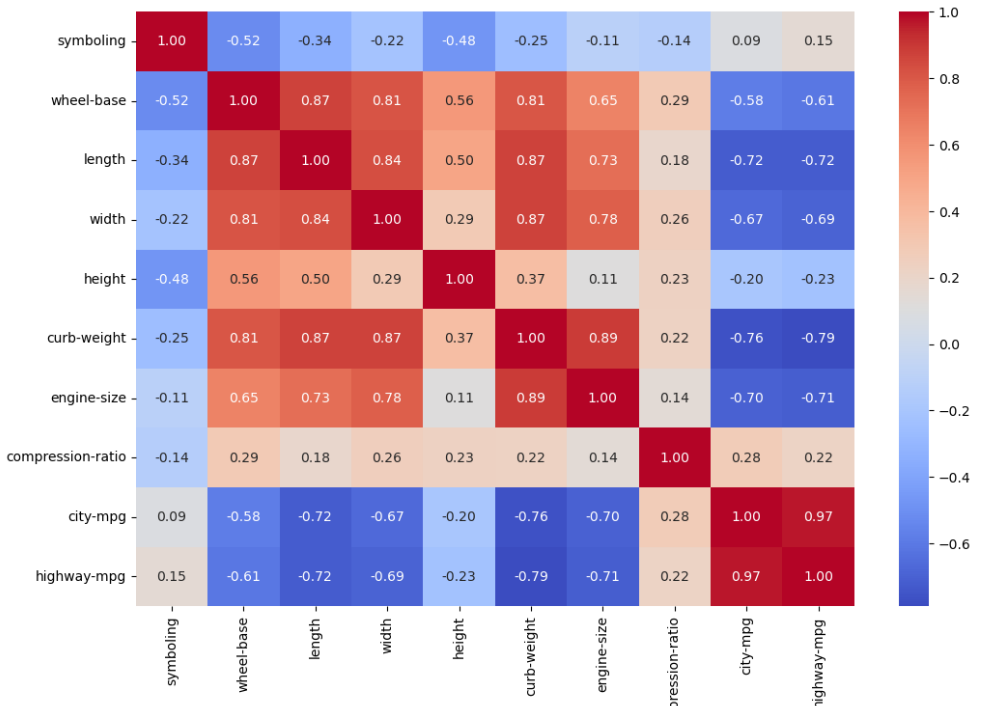 symboling 1.00 -0.52 -0.34 -0.22 -0.48 -0.25 -0.11 -0.14 0.09 0.15
wheel-base -0.52 1.00 0.87 0.81 0.56 0.81 0.65 0.29 -0.58 -0.61
length -0.34 0.87 1.00 0.84 0.50 0.87 0.73 0.18 -0.72 -0.72
width -0.22 0.81 0.84 1.00 0.29 0.87 0.78 0.26 -0.67 -0.69
height -0.48 0.56 0.50 0.29 1.00 0.37 0.11 0.23 -0.20 -0.23
curb-weight -0.25 0.81 0.87 0.87 0.37 1.00 0.89 0.22 -0.76 -0.79
engine-size -0.11 0.65 0.73 0.78 0.11 0.89 1.00 0.14 -0.70 -0.71
compression-ratio -0.14 0.29 0.18 0.26 0.23 0.22 0.14 1.00 0.28 0.22
city-mpg 0.09 -0.58 -0.72 -0.67 -0.20 -0.76 -0.70 0.28 1.00 0.97
highway-mpg 0.15 -0.61 -0.72 -0.69 -0.23 -0.79 -0.71 0.22 0.97 1.00
symboling
wheel-base
length
width
height
curb-weight
engine-size
pression-ratio
city-mpg
highway-mpg
1.0
0.8
0.6
0.4
0.2
0.0
−0.2
−0.4
−0.6